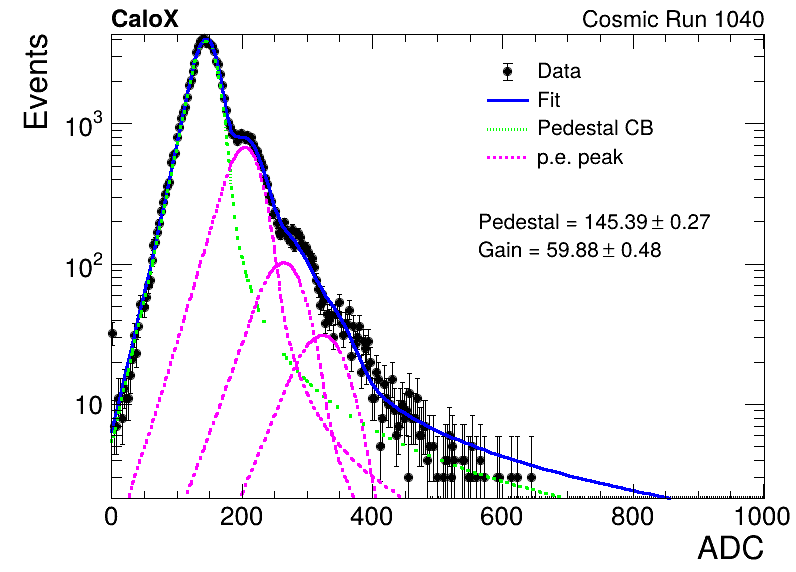 CaloX Cosmic Run 1040
Events
Data
Fit
Pedestal CB
p.e. peak
Pedestal = 145.39 ± 0.27
Gain = 59.88 ± 0.48
10³
10²
10
0 200 400 600 800 1000
ADC